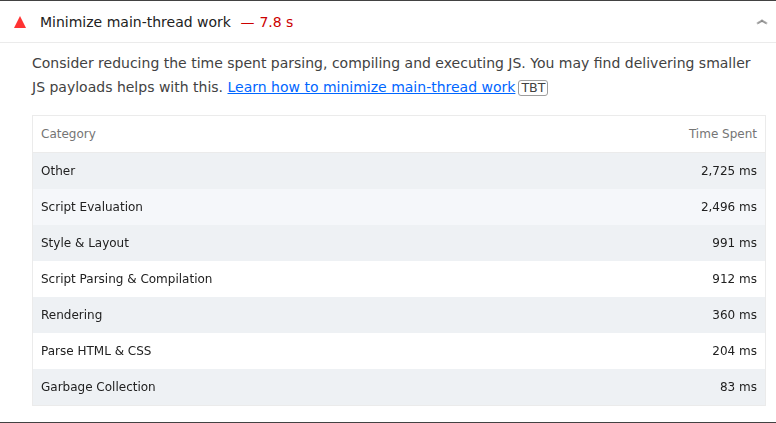 Minimize main-thread work — 7.8 s
Consider reducing the time spent parsing, compiling and executing JS. You may find delivering smaller
JS payloads helps with this. Learn how to minimize main-thread work TBT
Category Time Spent
Other 2,725 ms
Script Evaluation 2,496 ms
Style & Layout 991 ms
Script Parsing & Compilation 912 ms
Rendering 360 ms
Parse HTML & CSS 204 ms
Garbage Collection 83 ms